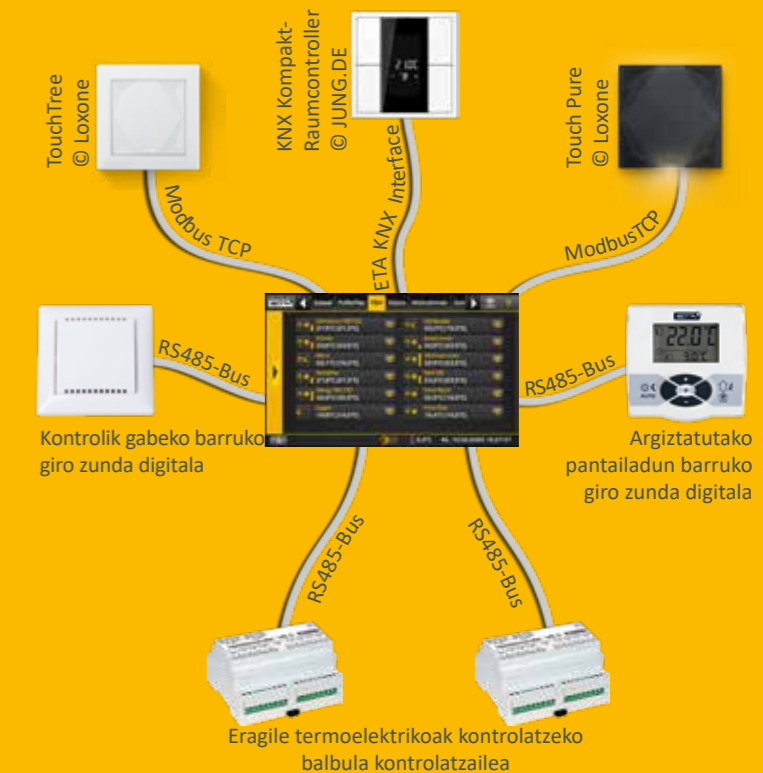 TouchTree
© Loxone
KNX Kompakt-
Raumcontroller
© JUNG.DE
Touch Pure
© Loxone
Modbus TCP
ETA KNX Interface
ModbusTCP
RS485-Bus
RS485-Bus
22.0°C
Kontrolik gabeko barruko
giro zunda digitala
Argiztatutako
pantailadun barruko
giro zunda digitala
RS485-Bus
RS485-Bus
Eragile termoelektrikoak kontrolatzeko
balbula kontrolatzailea